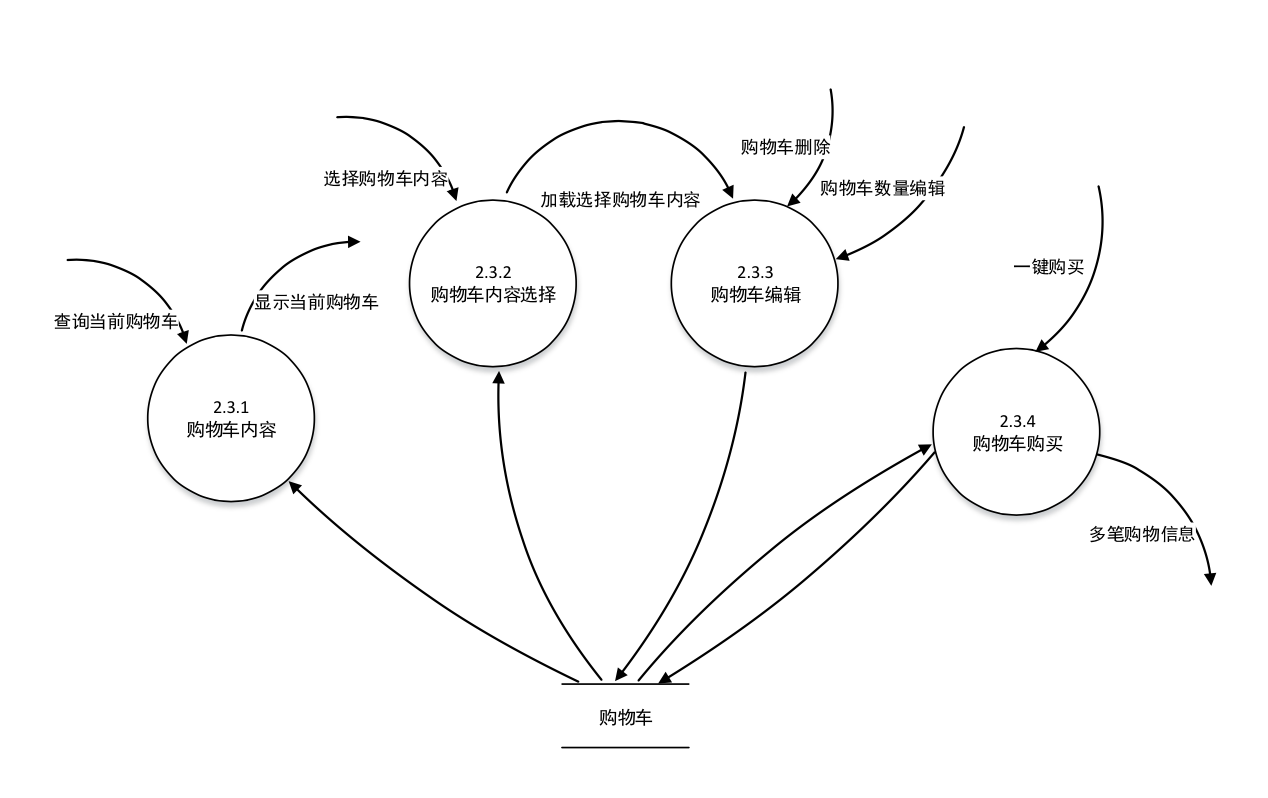 购物车删除
选择购物车内容
购物车数量编辑
加载选择购物车内容
一键购买
2.3.2
购物车内容选择
2.3.3
购物车编辑
显示当前购物车
查询当前购物车
2.3.1
购物车内容
2.3.4
购物车购买
多笔购物信息
购物车